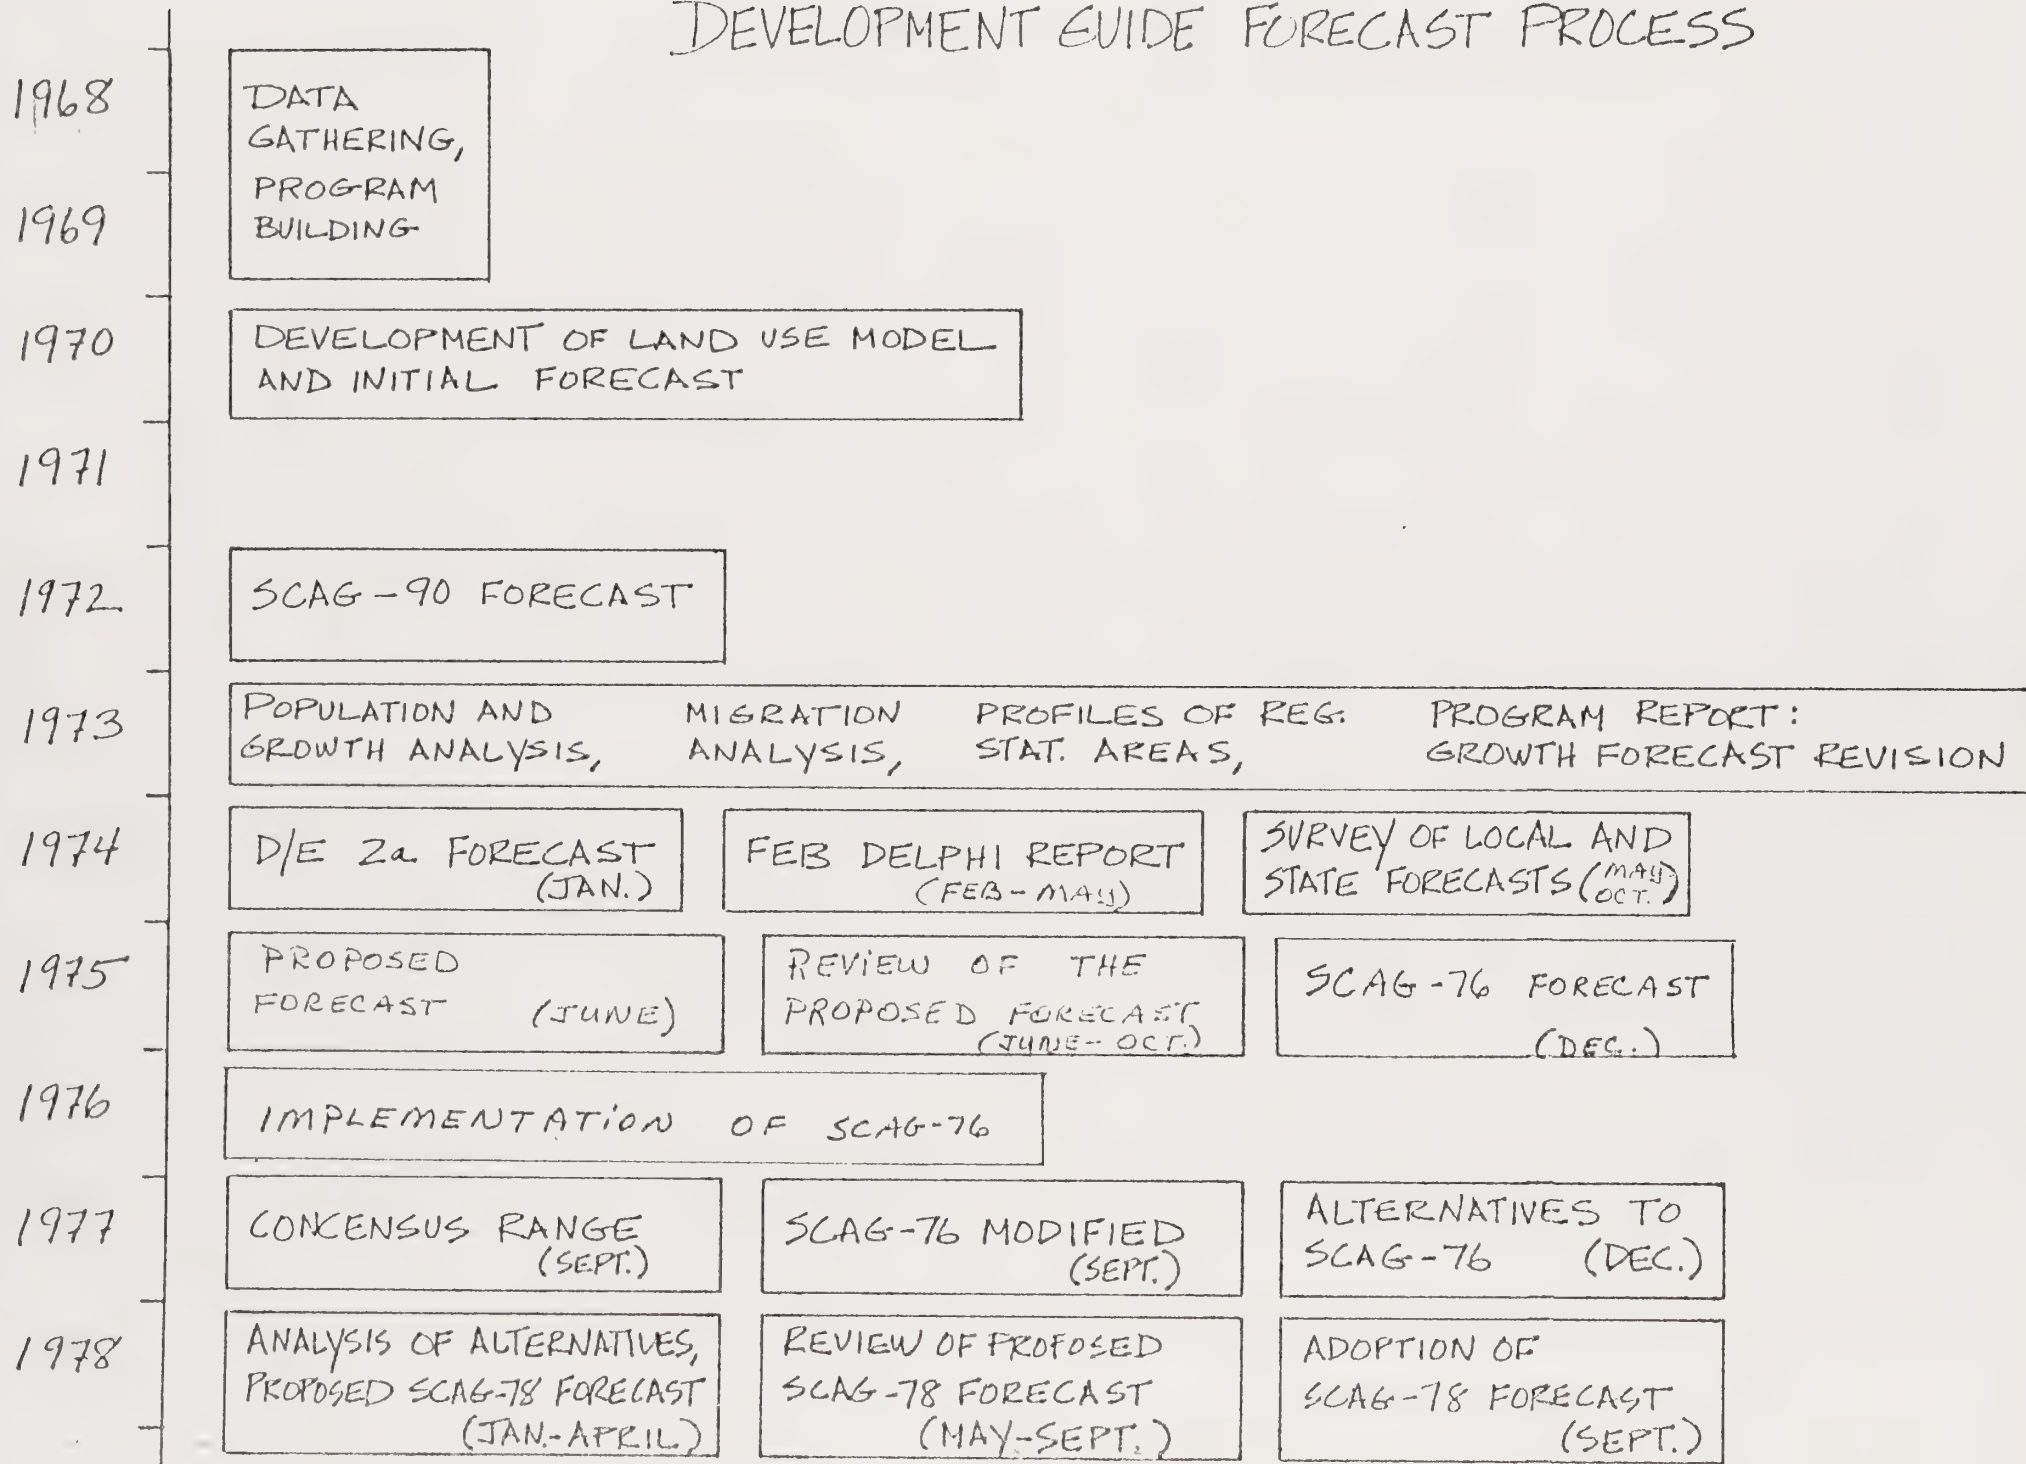 DEVELOPMENT GUIDE FORECAST PROCESS
1968
DATA
GATHERING,
PROGRAM
BUILDING
1969
1970
DEVELOPMENT OF LAND USE MODEL
AND INITIAL FORECAST
1971
1972
SCAG-90 FORECAST
1973
POPULATION AND
GROWTH ANALYSIS,
MIGRATION
ANALYSIS,
PROFILES OF REG.
STAT. AREAS,
PROGRAM REPORT:
GROWTH FORECAST REVISION
1974
D/E 2a FORECAST
(JAN.)
FEB DELPHI REPORT
(FEB-MAY)
SURVEY OF LOCAL AND
STATE FORECASTS (MAY
OCT.)
1975
PROPOSED
FORECAST (JUNE)
REVIEW OF THE
PROPOSED FORECAST
(JUNE-OCT.)
SCAG-76 FORECAST
(DEC.)
1976
IMPLEMENTATION OF SCAG-76
1977
CONCENSUS RANGE
(SEPT.)
SCAG-76 MODIFIED
(SEPT.)
ALTERNATIVES TO
SCAG-76 (DEC.)
1978
ANALYSIS OF ALTERNATIVES,
PROPOSED SCAG-78 FORECAST
(JAN.-APRIL)
REVIEW OF PROPOSED
SCAG-78 FORECAST
(MAY-SEPT.)
ADOPTION OF
SCAG-78 FORECAST
(SEPT.)